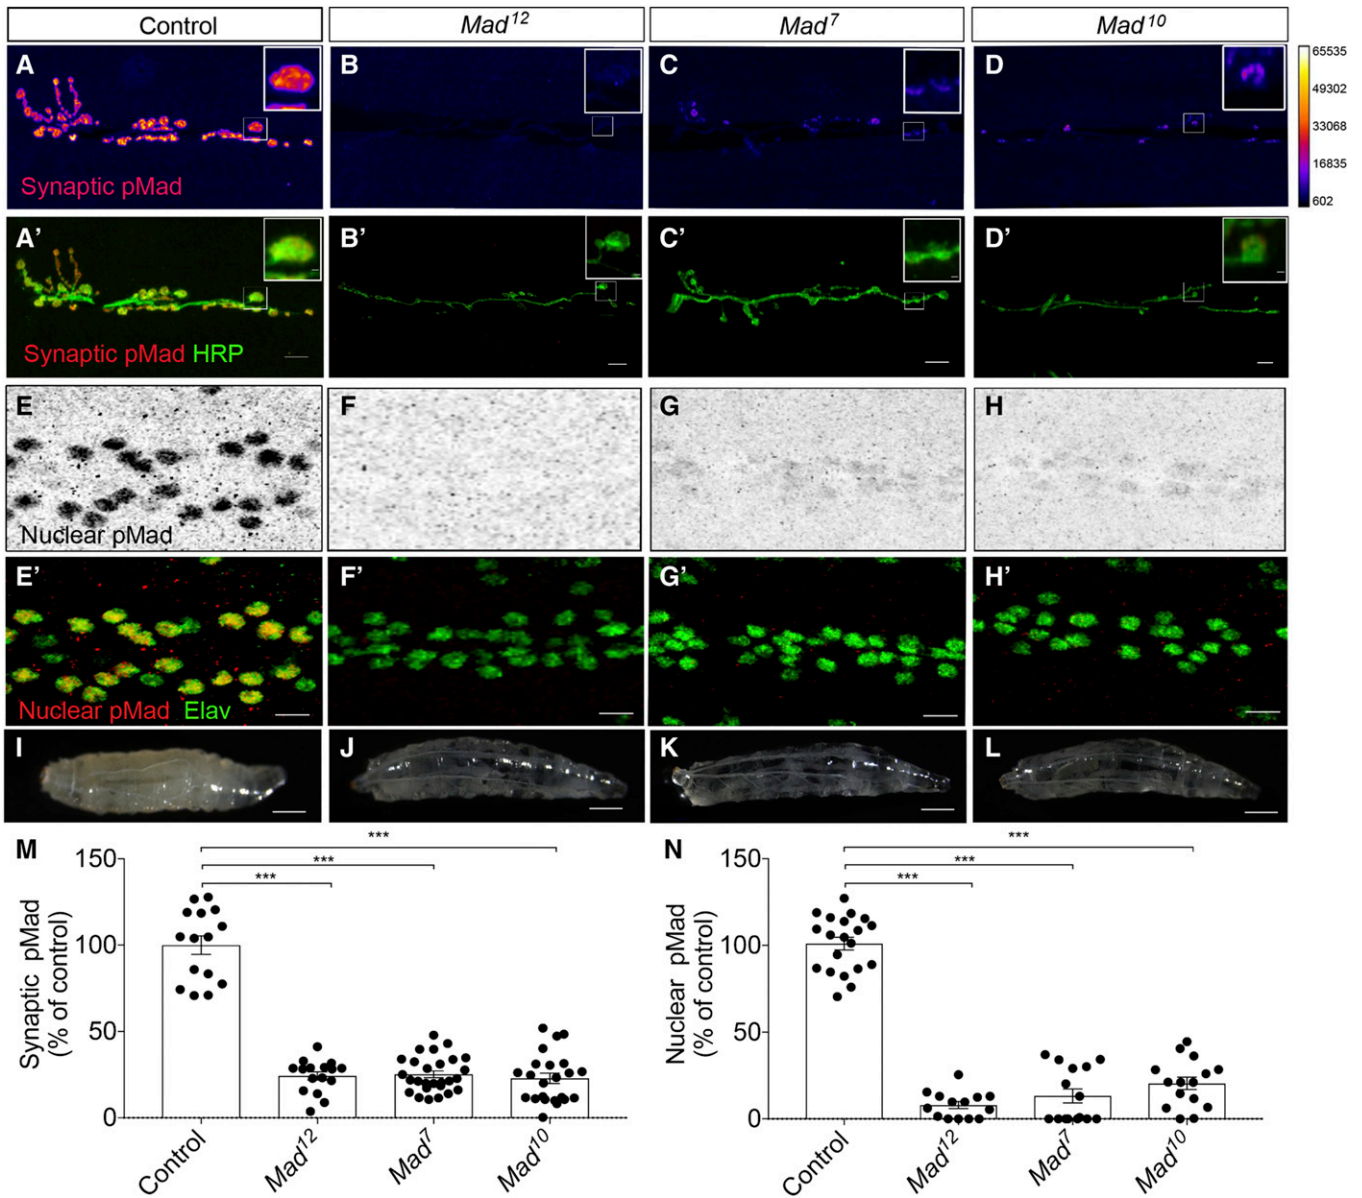 Control Mad12 Mad7 Mad10
A B C D
65535
49302
33068
16835
602
Synaptic pMad
A' B' C' D'
Synaptic pMad HRP
E F G H
Nuclear pMad
E' F' G' H'
Nuclear pMad Elav
I J K L
M
***
***
***
150
100
50
0
Synaptic pMad
(% of control)
Control Mad12 Mad7 Mad10
N
***
***
***
150
100
50
0
Nuclear pMad
(% of control)
Control Mad12 Mad7 Mad10